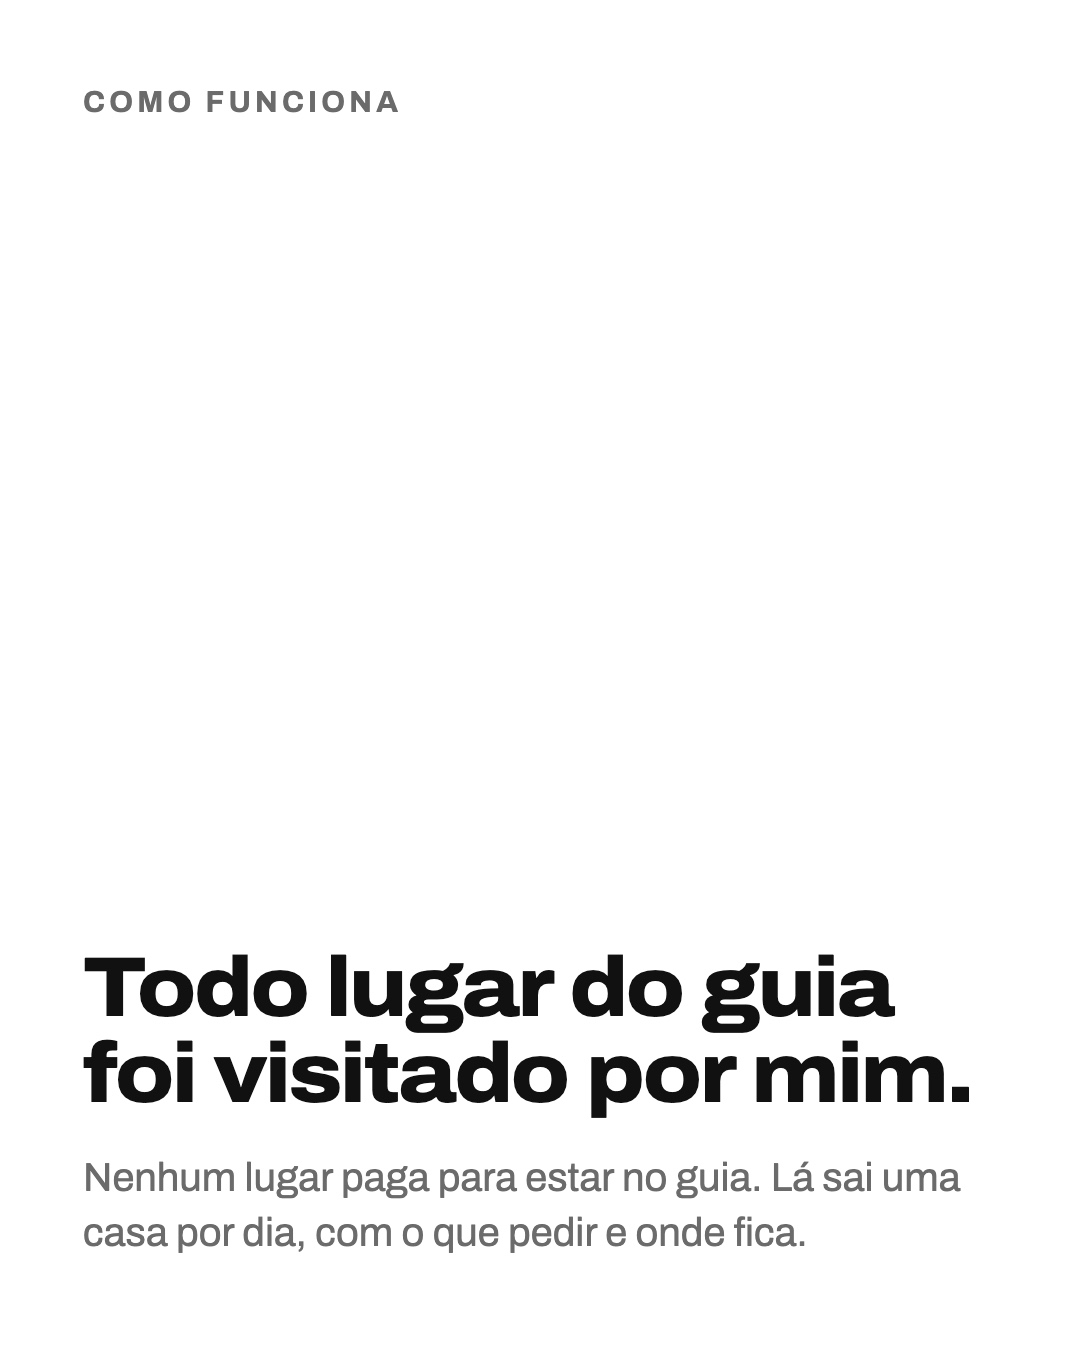 COMO FUNCIONA
Todo lugar do guia
foi visitado por mim.
Nenhum lugar paga para estar no guia. Lá sai uma
casa por dia, com o que pedir e onde fica.